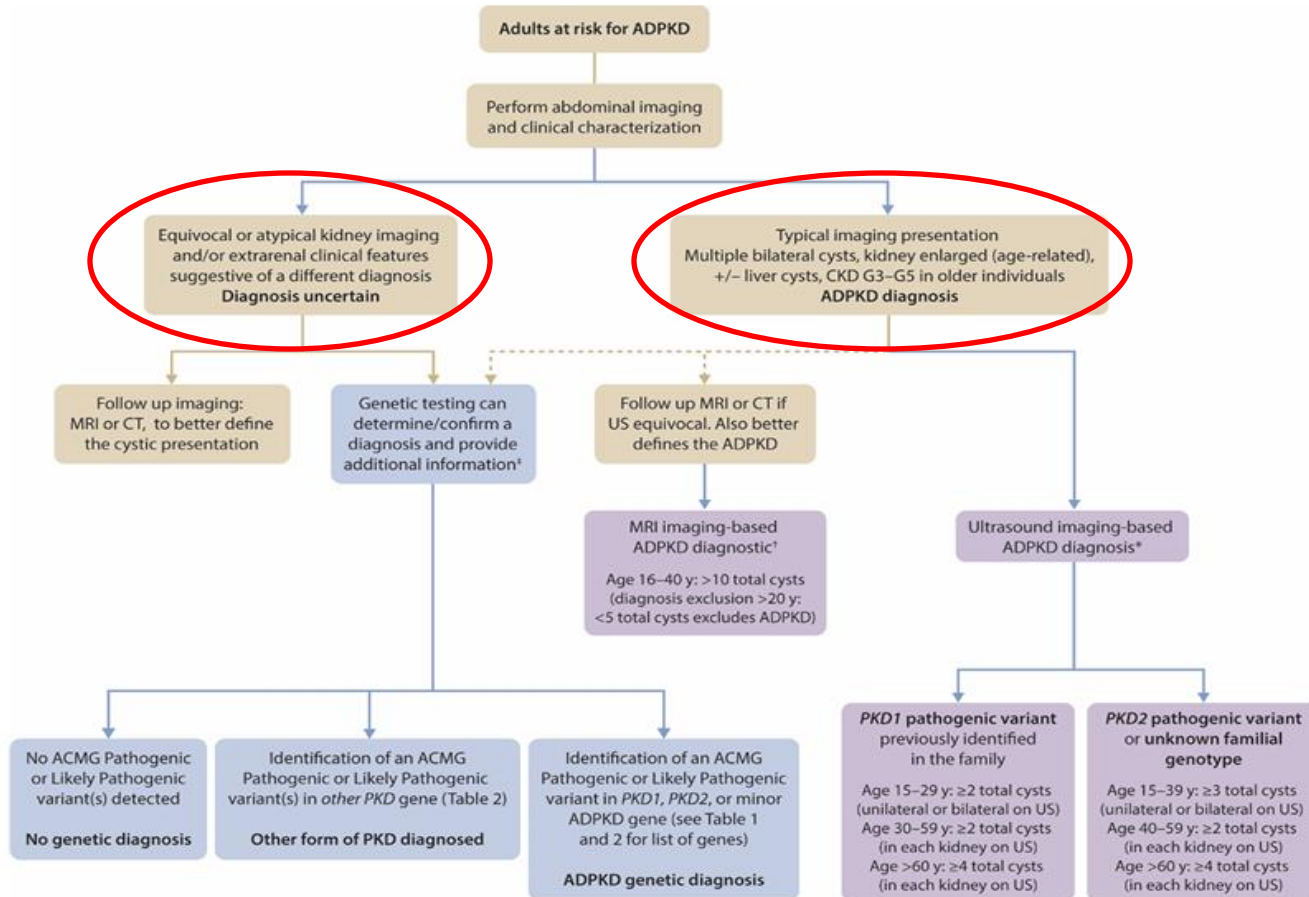 Adults at risk for ADPKD
Perform abdominal imaging
and clinical characterization
Equivocal or atypical kidney imaging
and/or extrarenal clinical features
suggestive of a different diagnosis
Diagnosis uncertain
Typical imaging presentation
Multiple bilateral cysts, kidney enlarged (age-related),
+/– liver cysts, CKD G3–G5 in older individuals
ADPKD diagnosis
Follow up imaging:
MRI or CT, to better define
the cystic presentation
Genetic testing can
determine/confirm a
diagnosis and provide
additional information‡
Follow up MRI or CT if
US equivocal. Also better
defines the ADPKD
MRI imaging-based
ADPKD diagnostic†
Age 16–40 y: >10 total cysts
(diagnosis exclusion >20 y:
<5 total cysts excludes ADPKD)
Ultrasound imaging-based
ADPKD diagnosis*
No ACMG Pathogenic
or Likely Pathogenic
variant(s) detected
No genetic diagnosis
Identification of an ACMG
Pathogenic or Likely Pathogenic
variant(s) in other PKD gene (Table 2)
Other form of PKD diagnosed
Identification of an ACMG
Pathogenic or Likely Pathogenic
variant in PKD1, PKD2, or minor
ADPKD gene (see Table 1
and 2 for list of genes)
ADPKD genetic diagnosis
PKD1 pathogenic variant
previously identified
in the family
Age 15–29 y: ≥2 total cysts
(unilateral or bilateral on US)
Age 30–59 y: ≥2 total cysts
(in each kidney on US)
Age >60 y: ≥4 total cysts
(in each kidney on US)
PKD2 pathogenic variant
or unknown familial
genotype
Age 15–39 y: ≥3 total cysts
(unilateral or bilateral on US)
Age 40–59 y: ≥2 total cysts
(in each kidney on US)
Age >60 y: ≥4 total cysts
(in each kidney on US)